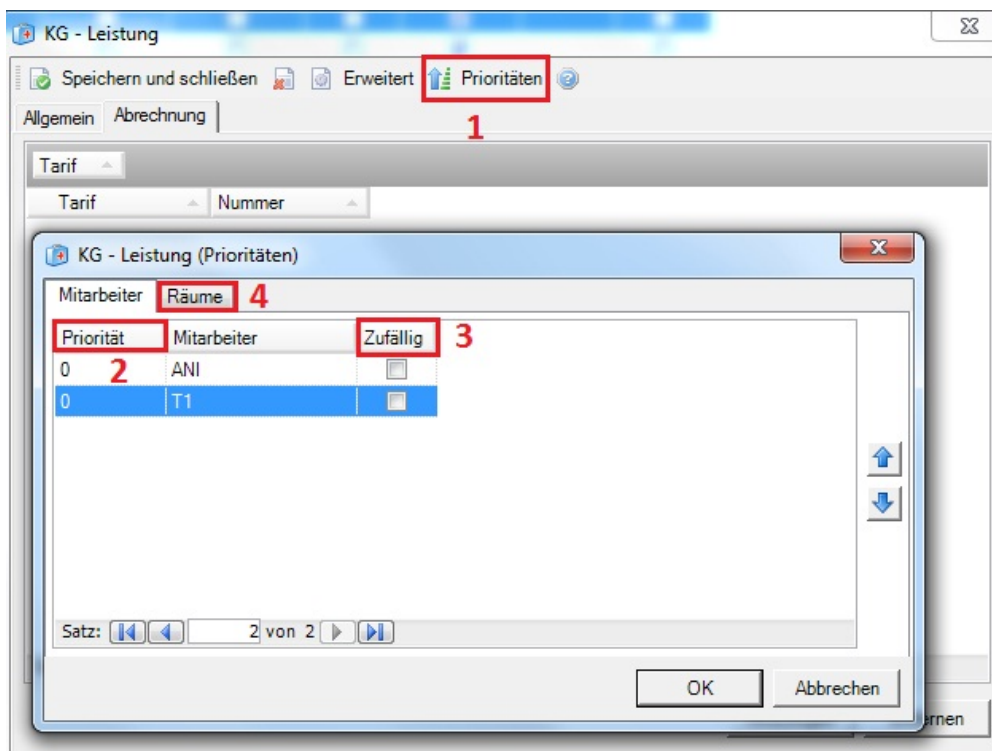 KG - Leistung
Speichern und schließen Erweitert Prioritäten
Allgemein Abrechnung
1
Tarif
Tarif Nummer
KG - Leistung (Prioritäten)
Mitarbeiter Räume 4
Priorität Mitarbeiter Zufällig 3
0 2 ANI
0 T1
Satz: 2 von 2
OK Abbrechen